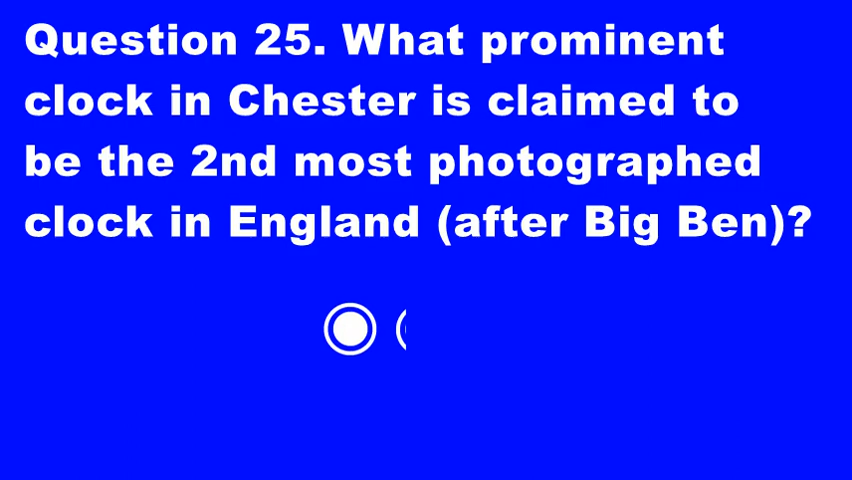 Question 25. What prominent
clock in Chester is claimed to
be the 2nd most photographed
clock in England (after Big Ben)?